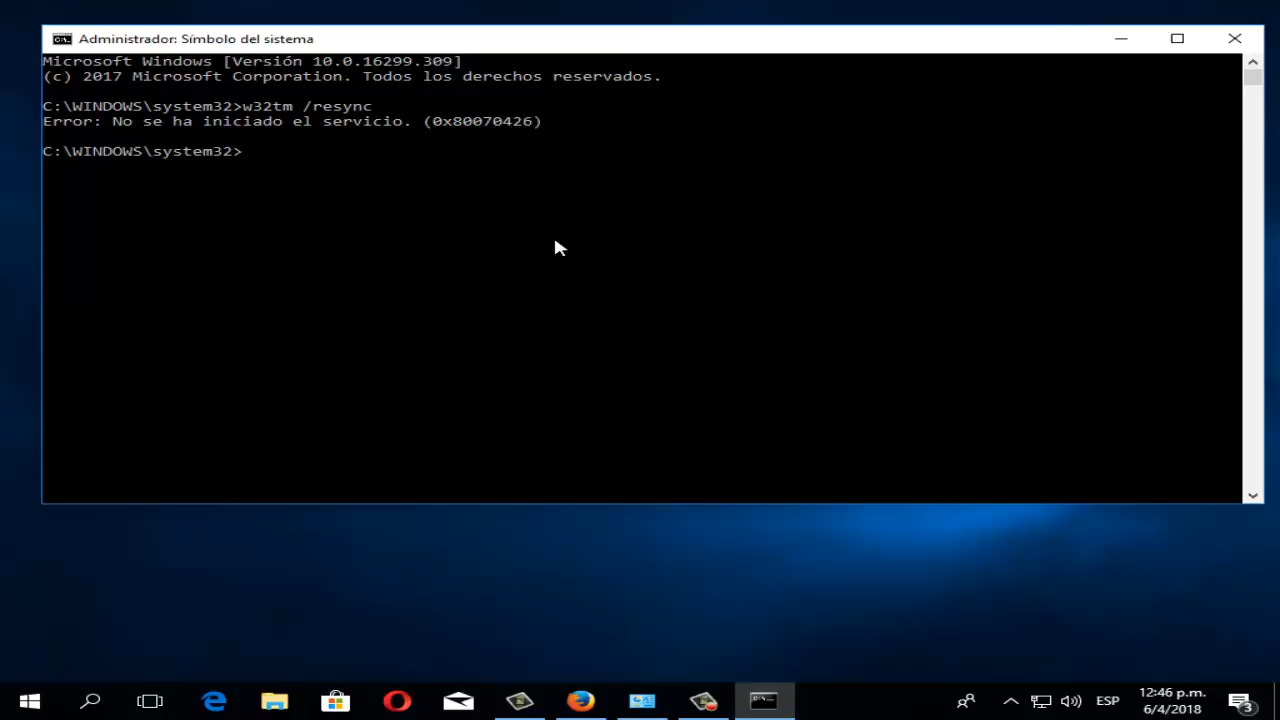 Administrador: Símbolo del sistema
Microsoft Windows [Versión 10.0.16299.309]
(c) 2017 Microsoft Corporation. Todos los derechos reservados.
C:\WINDOWS\system32>w32tm /resync
Error: No se ha iniciado el servicio. (0x80070426)
C:\WINDOWS\system32>
ESP
12:46 p.m.
6/4/2018
3